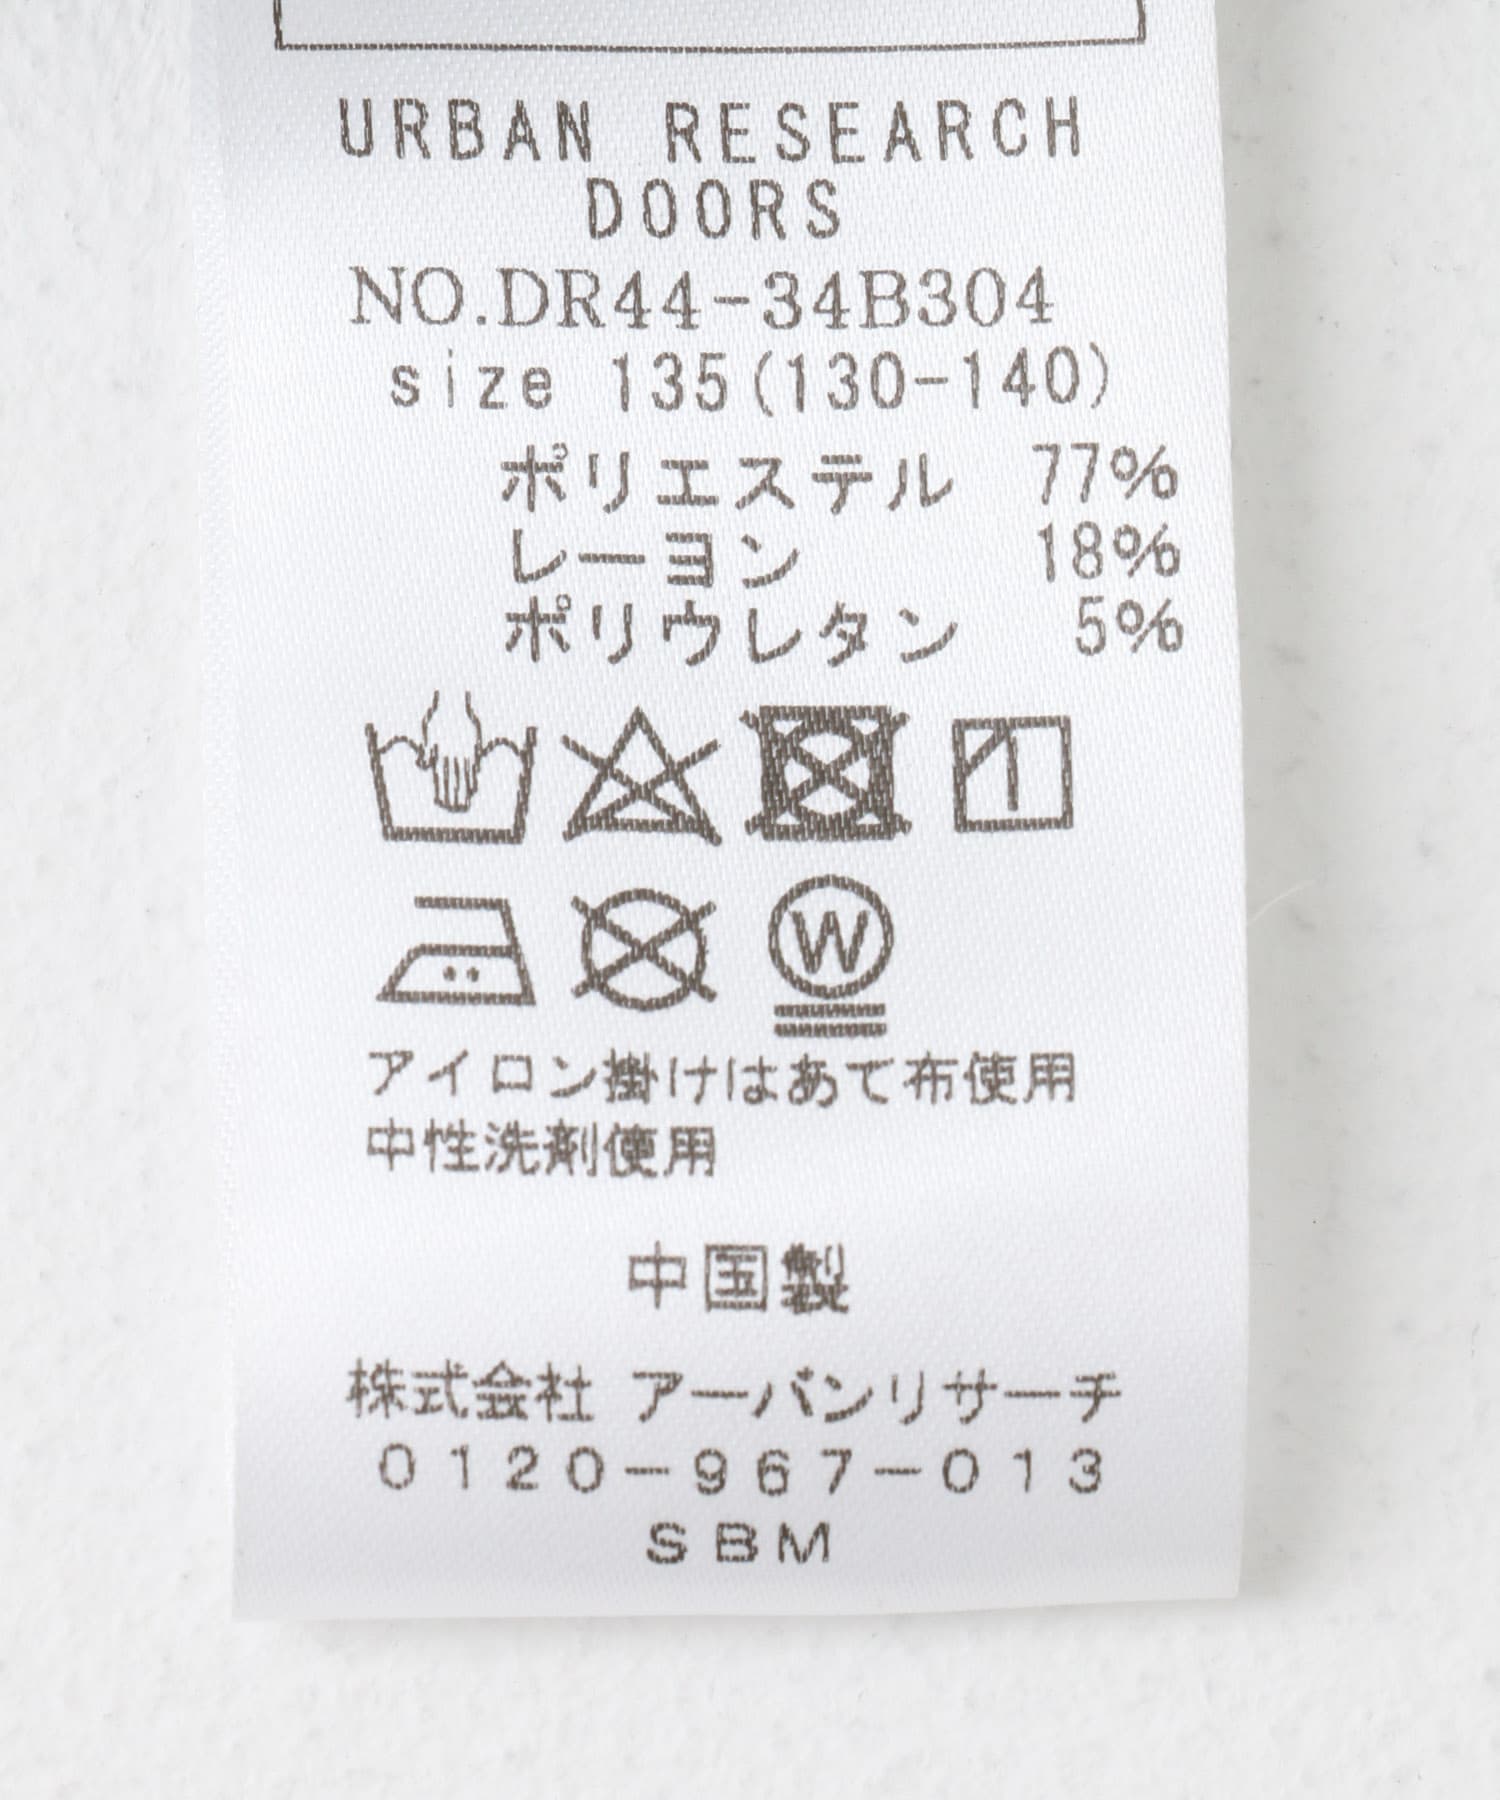 URBAN RESEARCH
DOORS
NO.DR44-34B304
size 135(130-140)
ポリエステル 77%
レーヨン 18%
ポリウレタン 5%
W
アイロン掛けはあて布使用
中性洗剤使用
中国製
株式会社 アーバンリサーチ
0120-967-013
SBM